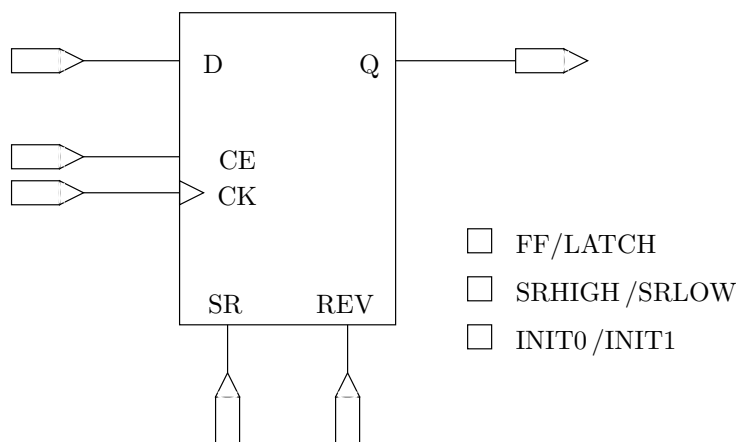 D Q
CE
CK
SR REV
FF/LATCH
SRHIGH/SRLOW
INIT0/INIT1